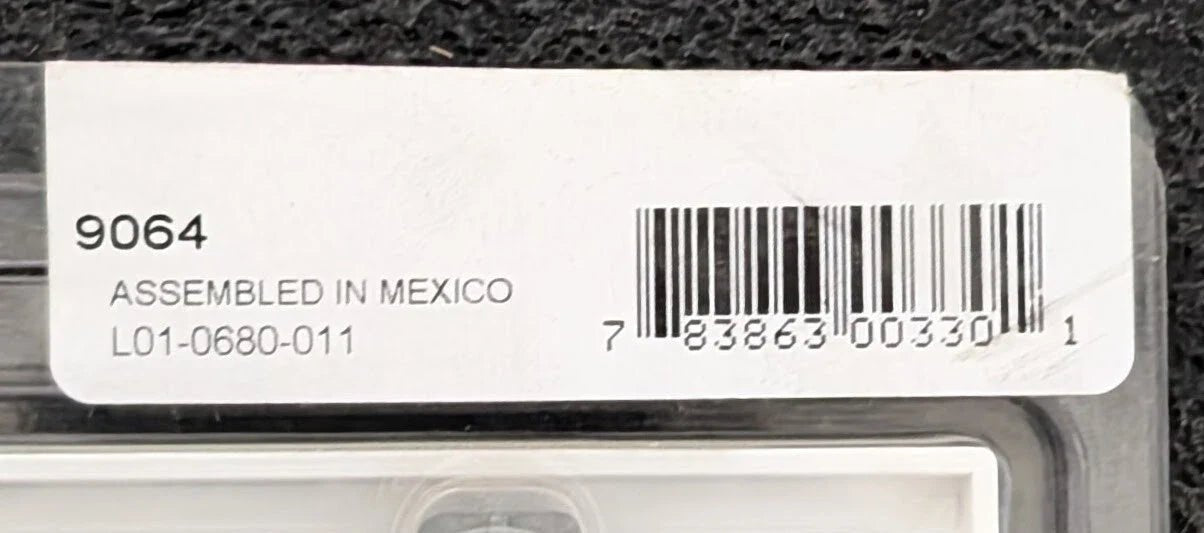 9064
ASSEMBLED IN MEXICO
L01-0680-011
7 83863 00330 1